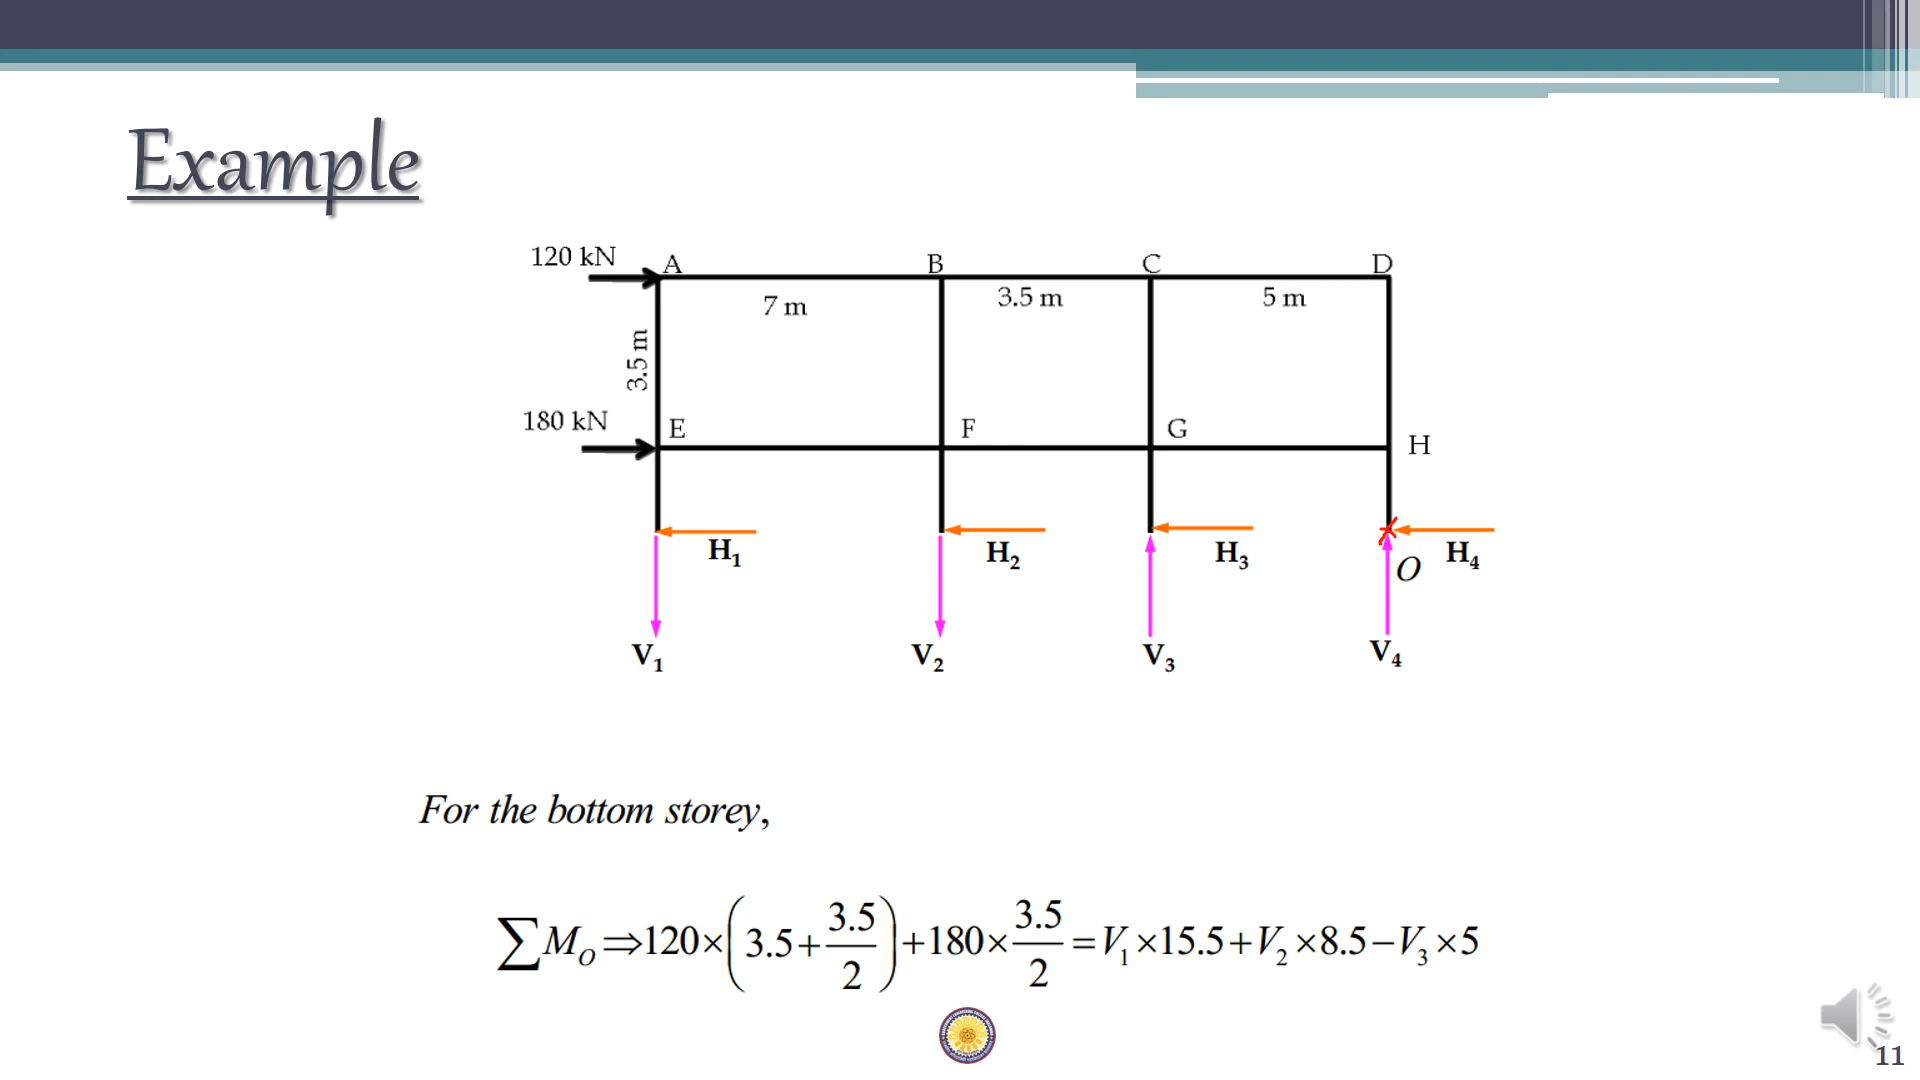 Example
120 kN
A
B
C
D
7 m
3.5 m
5 m
3.5 m
180 kN
E
F
G
H
H₁
H₂
H₃
O
H₄
V₁
V₂
V₃
V₄
For the bottom storey,
∑M_O ⇒ 120 × (3.5 + 3.5/2) + 180 × 3.5/2 = V₁ × 15.5 + V₂ × 8.5 − V₃ × 5
11